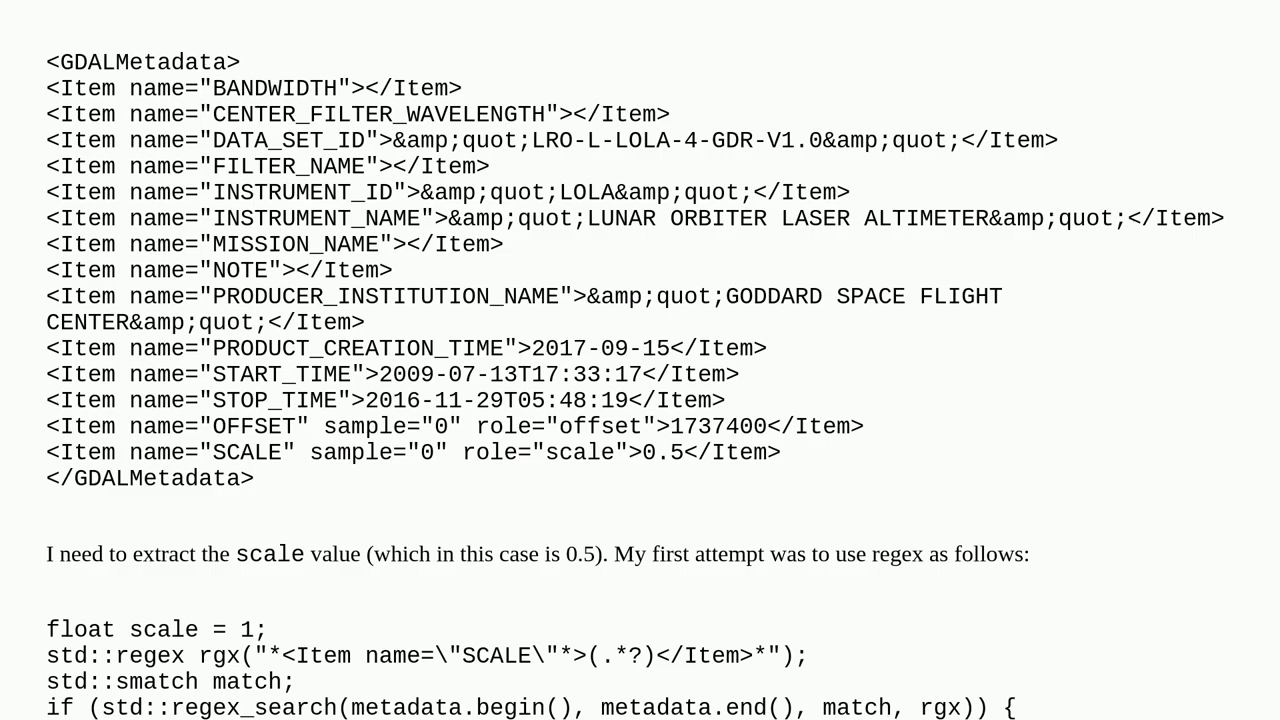 <GDALMetadata>
<Item name="BANDWIDTH"></Item>
<Item name="CENTER_FILTER_WAVELENGTH"></Item>
<Item name="DATA_SET_ID">&amp;quot;LRO-L-LOLA-4-GDR-V1.0&amp;quot;</Item>
<Item name="FILTER_NAME"></Item>
<Item name="INSTRUMENT_ID">&amp;quot;LOLA&amp;quot;</Item>
<Item name="INSTRUMENT_NAME">&amp;quot;LUNAR ORBITER LASER ALTIMETER&amp;quot;</Item>
<Item name="MISSION_NAME"></Item>
<Item name="NOTE"></Item>
<Item name="PRODUCER_INSTITUTION_NAME">&amp;quot;GODDARD SPACE FLIGHT
CENTER&amp;quot;</Item>
<Item name="PRODUCT_CREATION_TIME">2017-09-15</Item>
<Item name="START_TIME">2009-07-13T17:33:17</Item>
<Item name="STOP_TIME">2016-11-29T05:48:19</Item>
<Item name="OFFSET" sample="0" role="offset">1737400</Item>
<Item name="SCALE" sample="0" role="scale">0.5</Item>
</GDALMetadata>
I need to extract the scale value (which in this case is 0.5). My first attempt was to use regex as follows:
float scale = 1;
std::regex rgx("*<Item name=\"SCALE\"*>(.*?)</Item>*");
std::smatch match;
if (std::regex_search(metadata.begin(), metadata.end(), match, rgx)) {